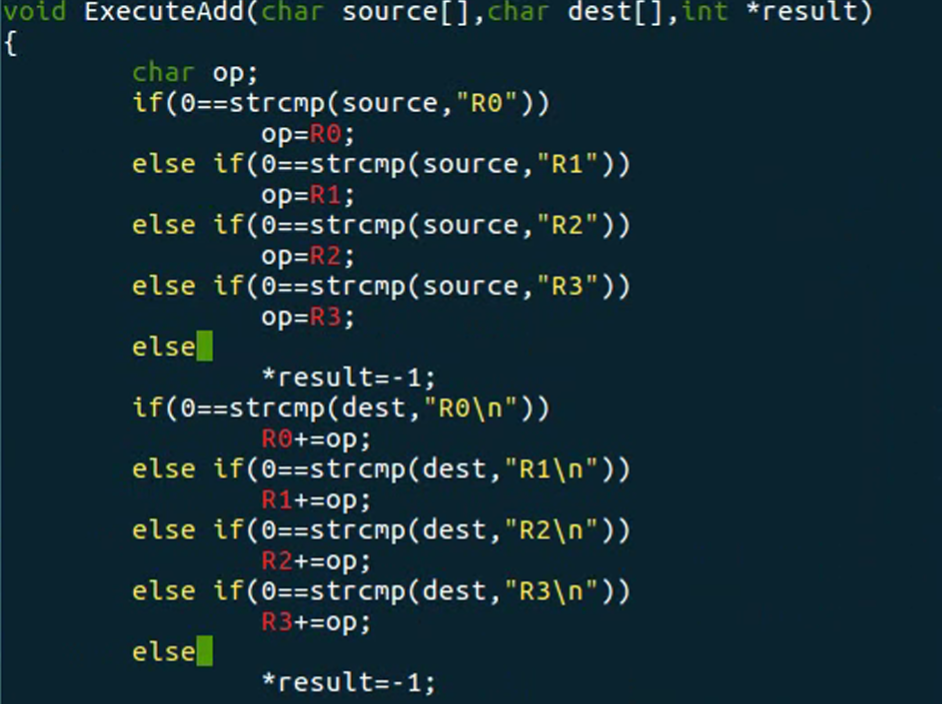 void ExecuteAdd(char source[],char dest[],int *result)
{
char op;
if(0==strcmp(source,"R0"))
op=R0;
else if(0==strcmp(source,"R1"))
op=R1;
else if(0==strcmp(source,"R2"))
op=R2;
else if(0==strcmp(source,"R3"))
op=R3;
else
*result=-1;
if(0==strcmp(dest,"R0\n"))
R0+=op;
else if(0==strcmp(dest,"R1\n"))
R1+=op;
else if(0==strcmp(dest,"R2\n"))
R2+=op;
else if(0==strcmp(dest,"R3\n"))
R3+=op;
else
*result=-1;